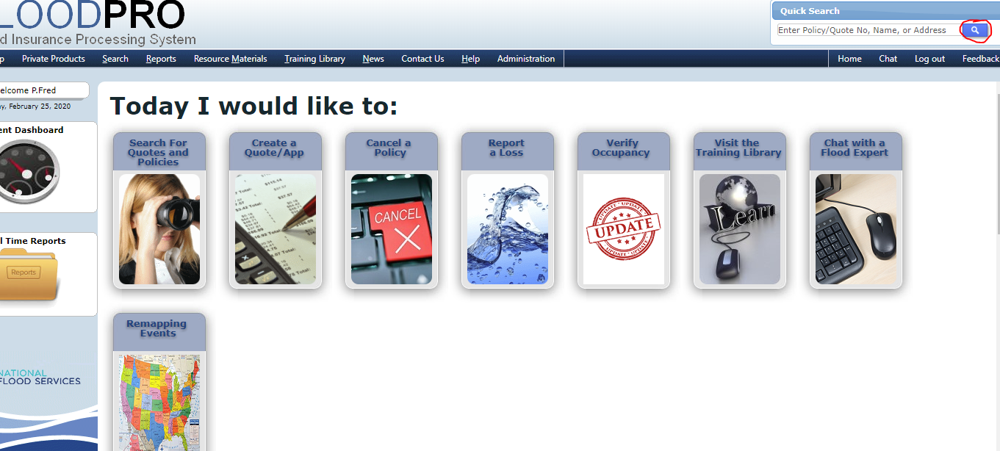 LOODPRO
d Insurance Processing System
Quick Search
Enter Policy/Quote No, Name, or Address
p Private Products Search Reports Resource Materials Training Library News Contact Us Help Administration Home Chat Log out Feedback
elcome P.Fred
y, February 25, 2020
ent Dashboard
l Time Reports
Reports
NATIONAL
FLOOD SERVICES
Today I would like to:
Search For
Quotes and
Policies
Create a
Quote/App
Cancel a
Policy
CANCEL
Report
a Loss
Verify
Occupancy
UPDATE
Visit the
Training Library
Learn
Chat with a
Flood Expert
Remapping
Events